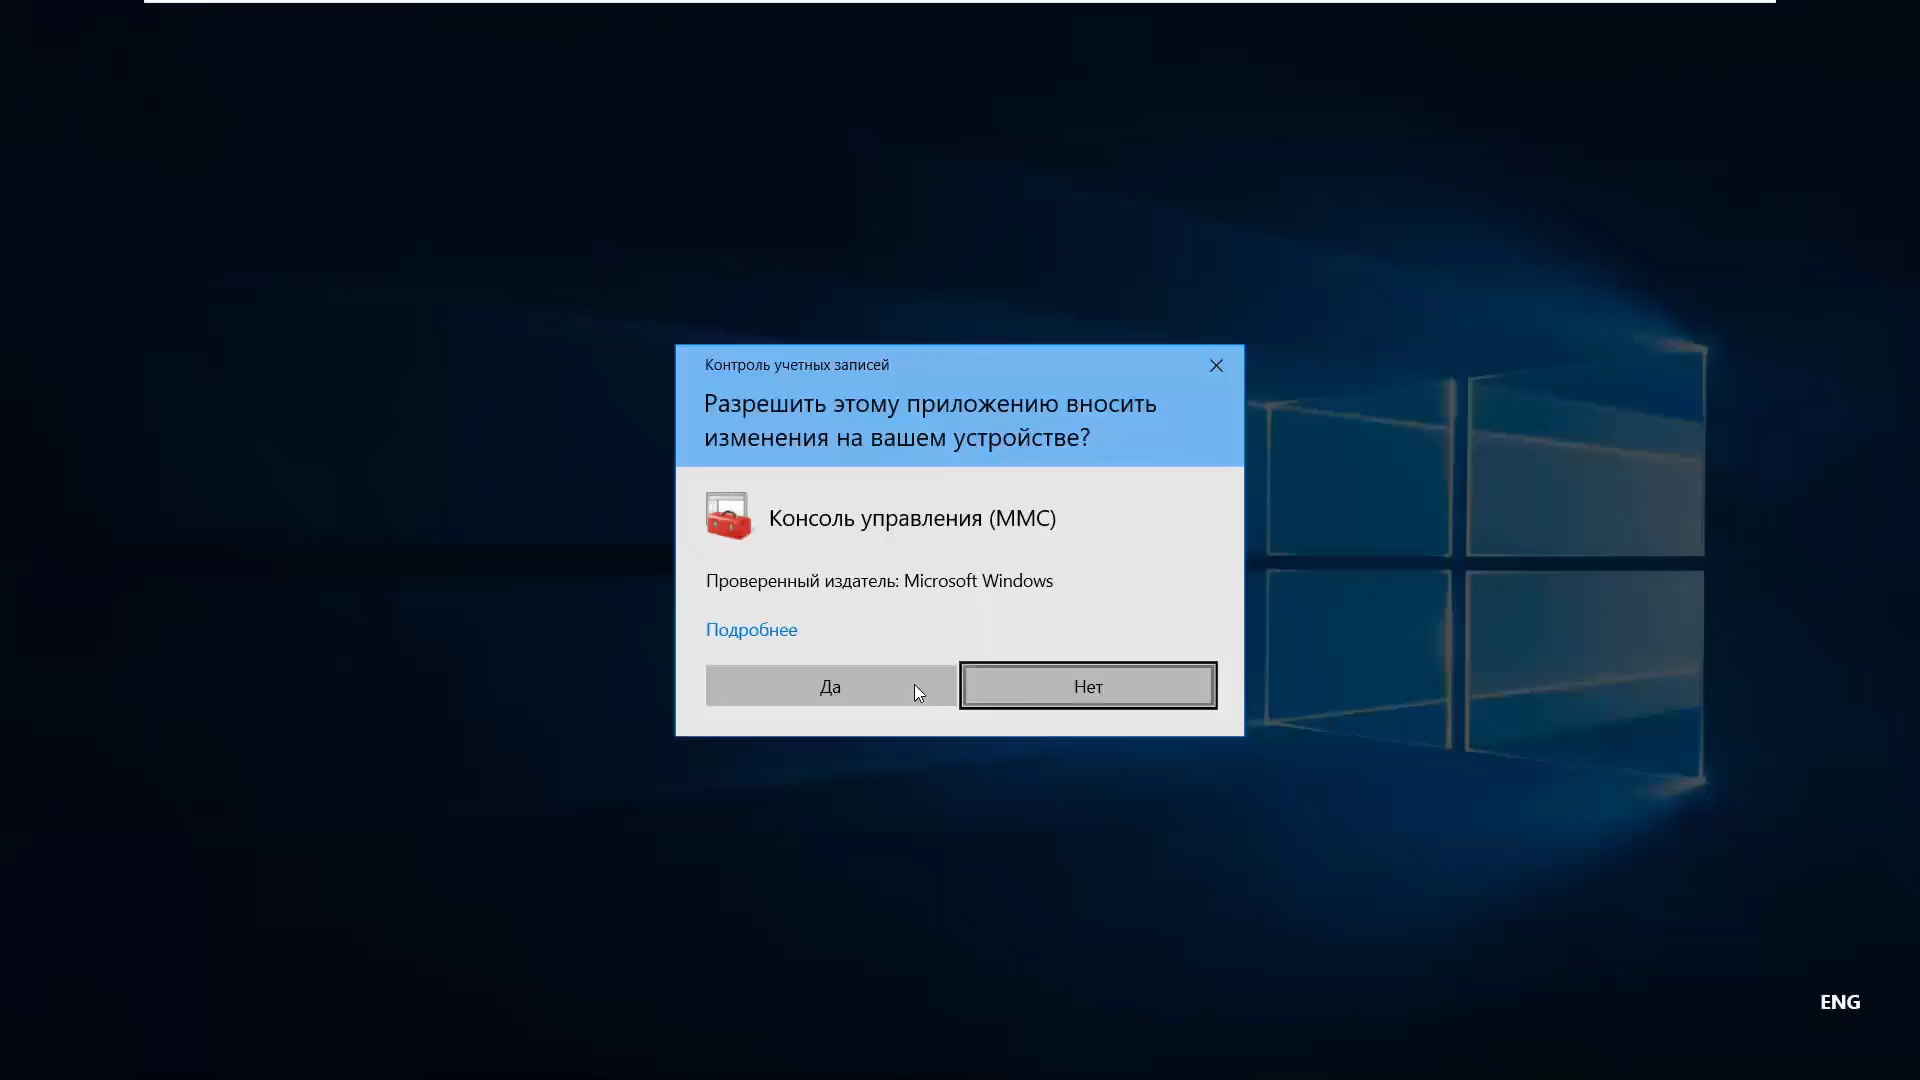 Контроль учетных записей
Разрешить этому приложению вносить
изменения на вашем устройстве?
Консоль управления (MMC)
Проверенный издатель: Microsoft Windows
Подробнее
Да
Нет
ENG